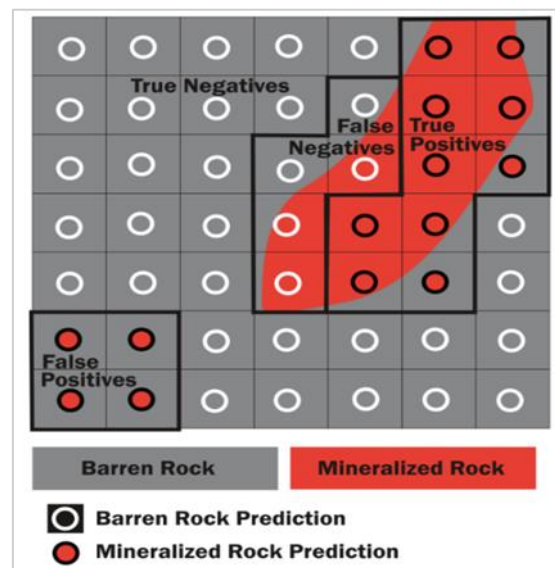 True Negatives
False
Negatives
True
Positives
False
Positives
Barren Rock
Mineralized Rock
Barren Rock Prediction
Mineralized Rock Prediction